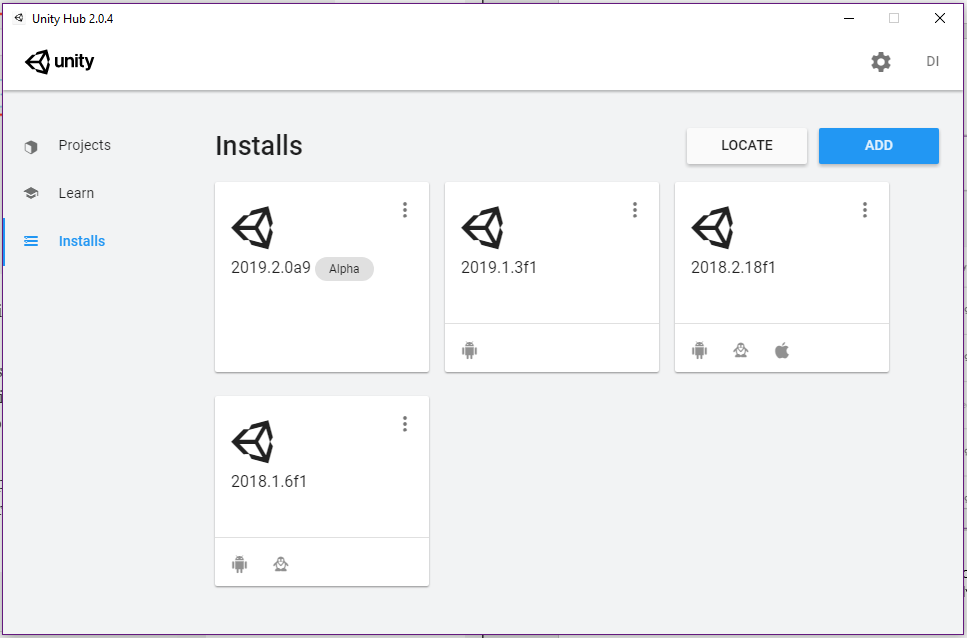 Unity Hub 2.0.4
unity
DI
Projects
Learn
Installs
Installs
LOCATE
ADD
2019.2.0a9 Alpha
2019.1.3f1
2018.2.18f1
2018.1.6f1